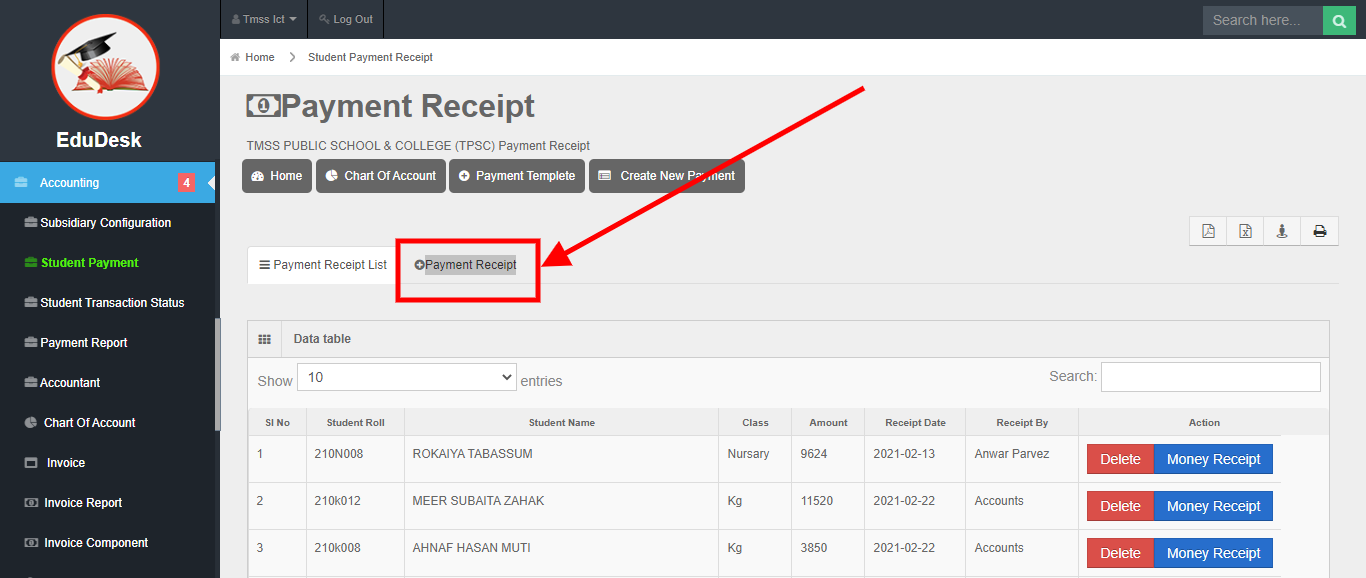 Tmss Ict
Log Out
Search here...
EduDesk
Home
Student Payment Receipt
Payment Receipt
TMSS PUBLIC SCHOOL & COLLEGE (TPSC) Payment Receipt
Home
Chart Of Account
Payment Templete
Create New Payment
Accounting 4
Subsidiary Configuration
Student Payment
Student Transaction Status
Payment Report
Accountant
Chart Of Account
Invoice
Invoice Report
Invoice Component
Payment Receipt List
Payment Receipt
Data table
Show 10 entries
Search:
Sl No Student Roll Student Name Class Amount Receipt Date Receipt By Action
1 210N008 ROKAIYA TABASSUM Nursary 9624 2021-02-13 Anwar Parvez Delete Money Receipt
2 210k012 MEER SUBAITA ZAHAK Kg 11520 2021-02-22 Accounts Delete Money Receipt
3 210k008 AHNAF HASAN MUTI Kg 3850 2021-02-22 Accounts Delete Money Receipt